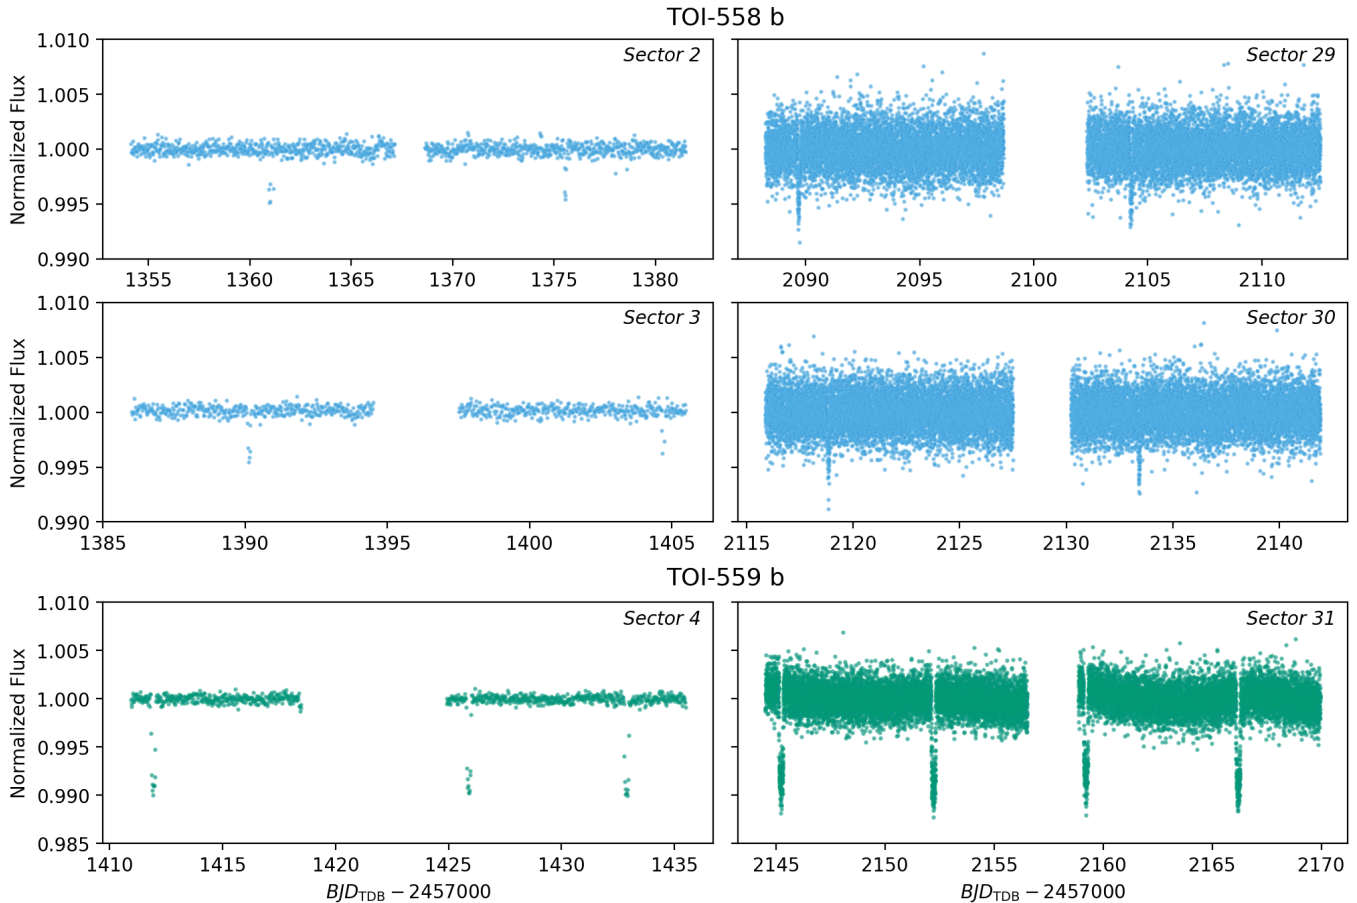 TOI-558 b
Sector 2
Sector 29
Normalized Flux
1.010
1.005
1.000
0.995
0.990
1355 1360 1365 1370 1375 1380
2090 2095 2100 2105 2110
Sector 3
Sector 30
Normalized Flux
1.010
1.005
1.000
0.995
0.990
1385 1390 1395 1400 1405
2115 2120 2125 2130 2135 2140
TOI-559 b
Sector 4
Sector 31
Normalized Flux
1.010
1.005
1.000
0.995
0.990
0.985
1410 1415 1420 1425 1430 1435
2145 2150 2155 2160 2165 2170
BJD_TDB − 2457000
BJD_TDB − 2457000